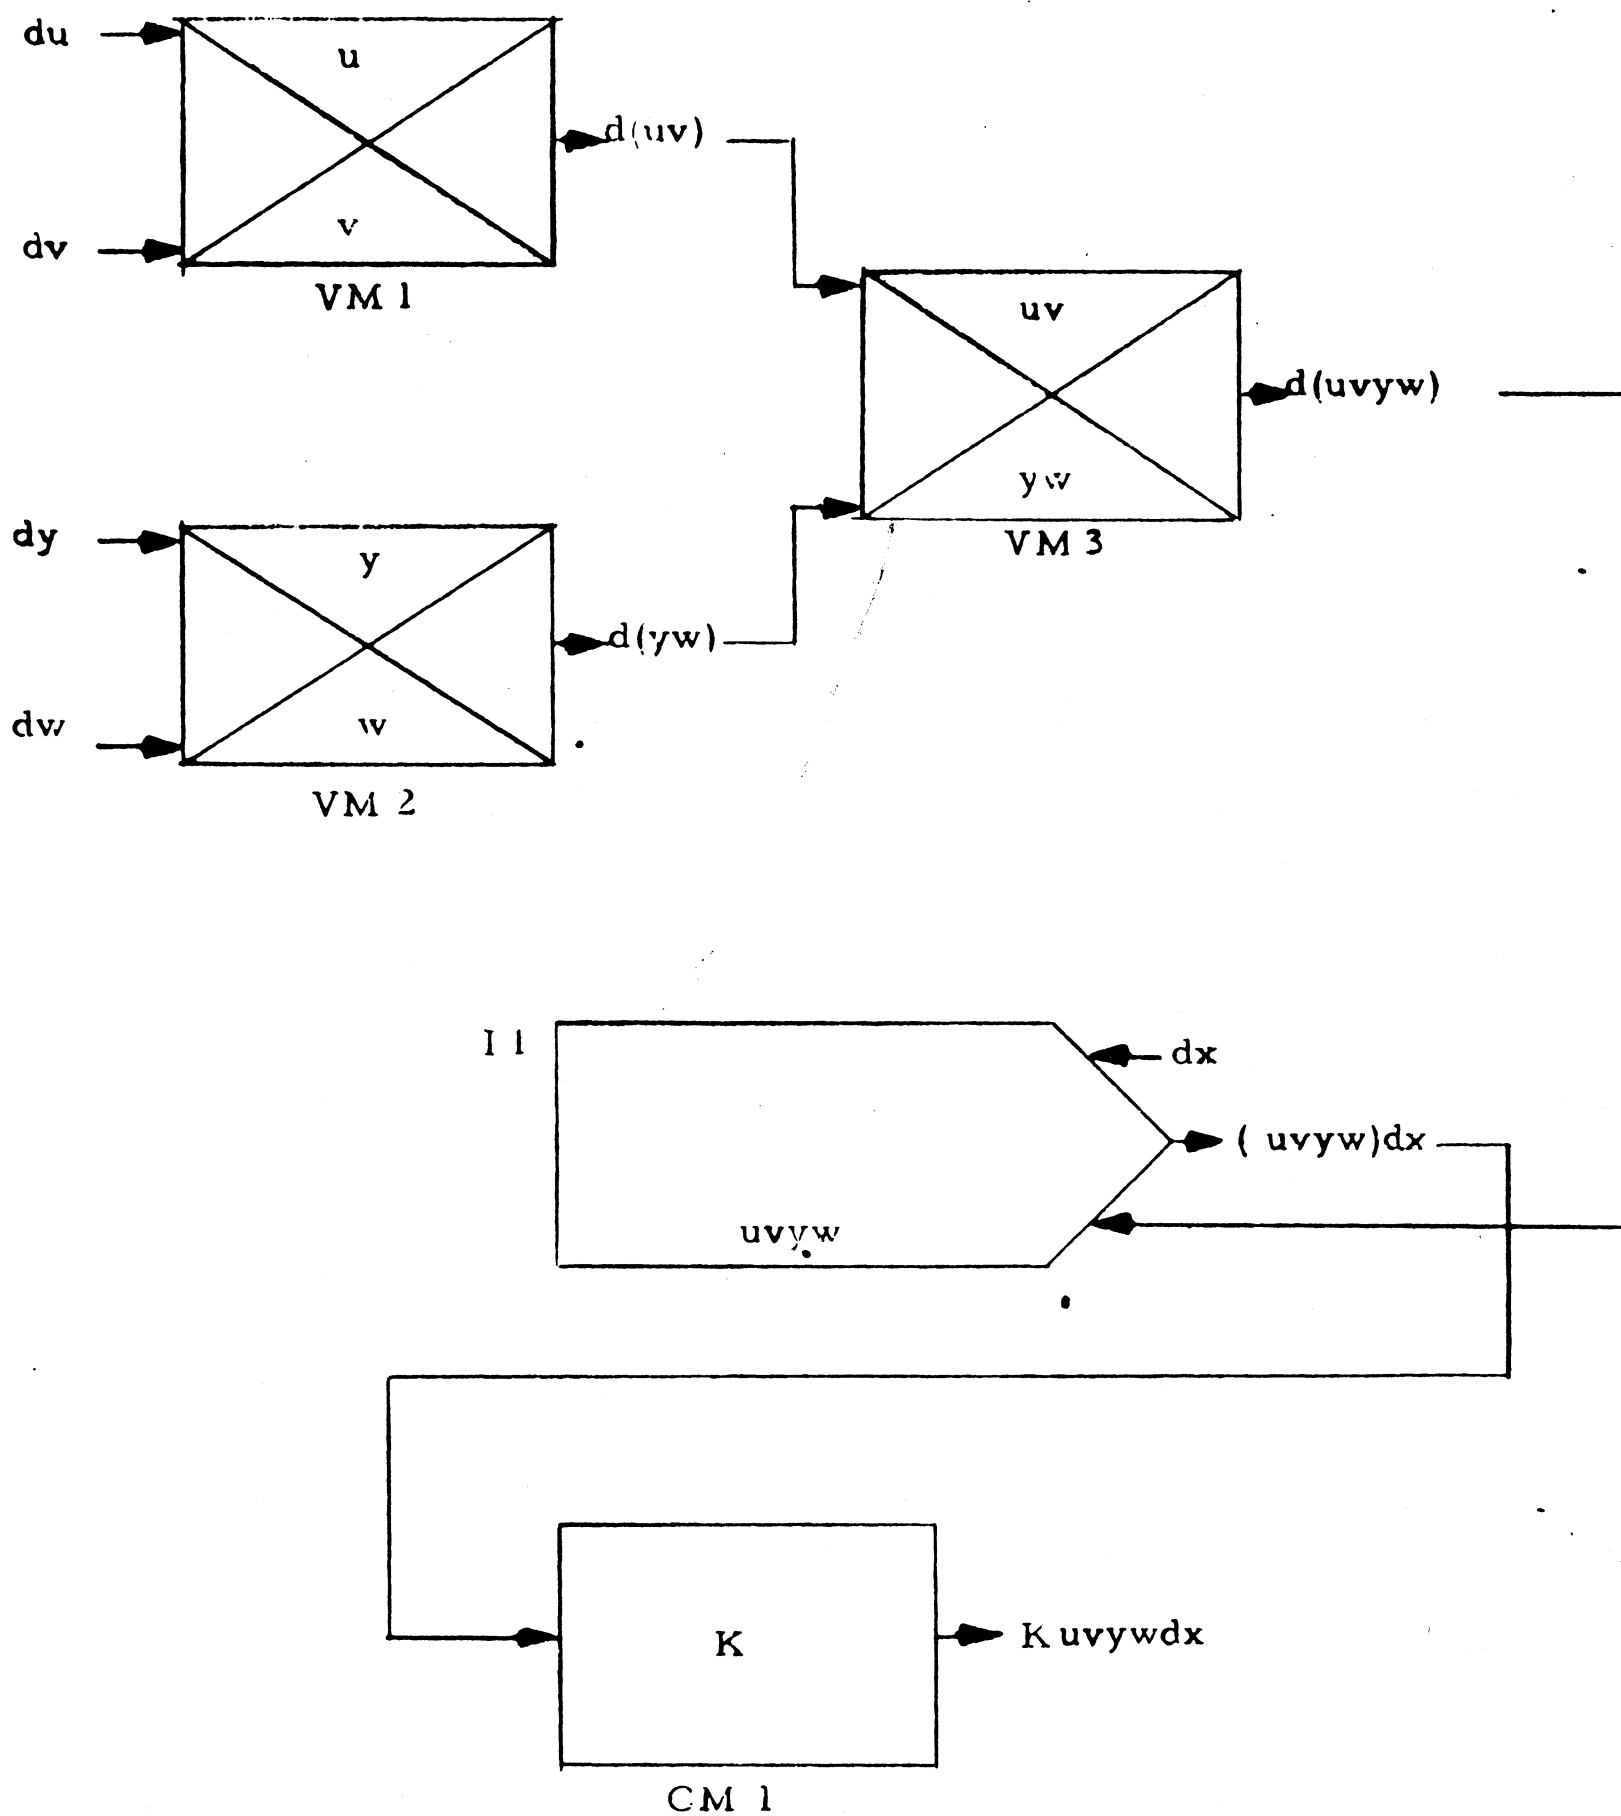 du
u
d(uv)
v
dv
VM 1
uv
d(uvyw)
yw
VM 3
dy
y
d(yw)
w
dw
VM 2
I 1
dx
( uvyw)dx
uvyw
K
K uvywdx
CM 1